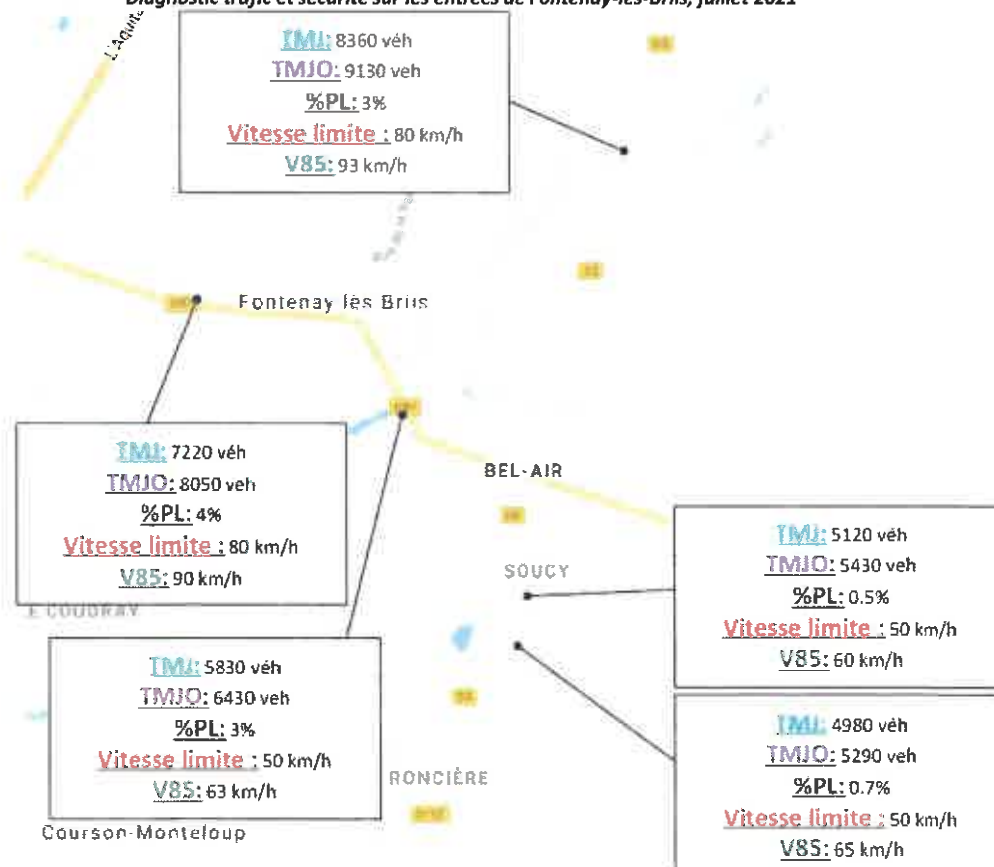 Diagnostic trafic et sécurité sur les entrées de Fontenay-lès-Briis, juillet 2021
L'Aquita
TMJ: 8360 véh
TMJO: 9130 veh
%PL: 3%
Vitesse limite : 80 km/h
V85: 93 km/h
Fontenay lès Briis
TMJ: 7220 véh
TMJO: 8050 veh
%PL: 4%
Vitesse limite : 80 km/h
V85: 90 km/h
BEL-AIR
SOUCY
E COUDRAY
TMJ: 5120 véh
TMJO: 5430 veh
%PL: 0.5%
Vitesse limite : 50 km/h
V85: 60 km/h
TMJ: 5830 véh
TMJO: 6430 veh
%PL: 3%
Vitesse limite : 50 km/h
V85: 63 km/h
RONCIÈRE
Courson-Monteloup
TMJ: 4980 véh
TMJO: 5290 veh
%PL: 0.7%
Vitesse limite : 50 km/h
V85: 65 km/h